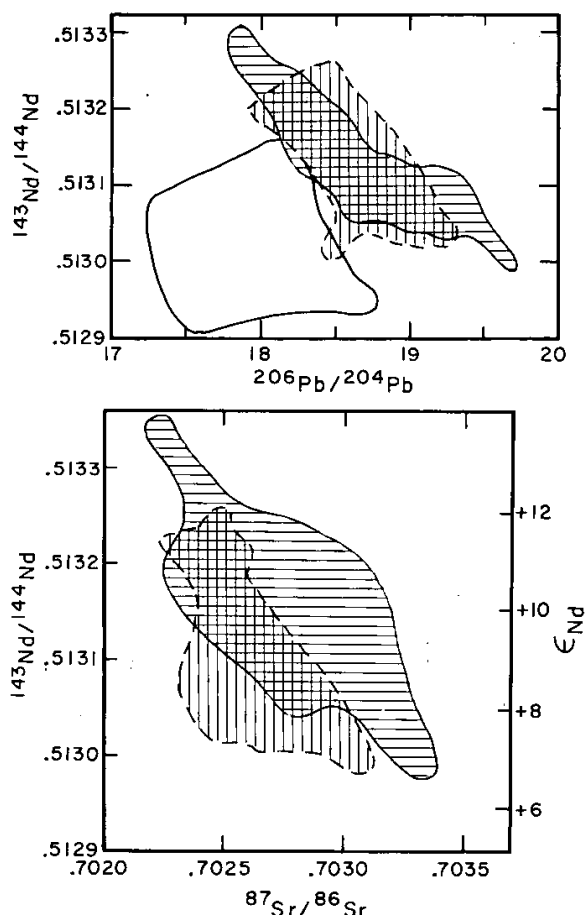 .5133
.5132
.5131
.5130
.5129
143Nd/144Nd
17 18 19 20
206Pb/204Pb
.5133
.5132
.5131
.5130
.5129
143Nd/144Nd
+12
+10
+8
+6
ϵNd
.7020 .7025 .7030 .7035
87Sr/86Sr